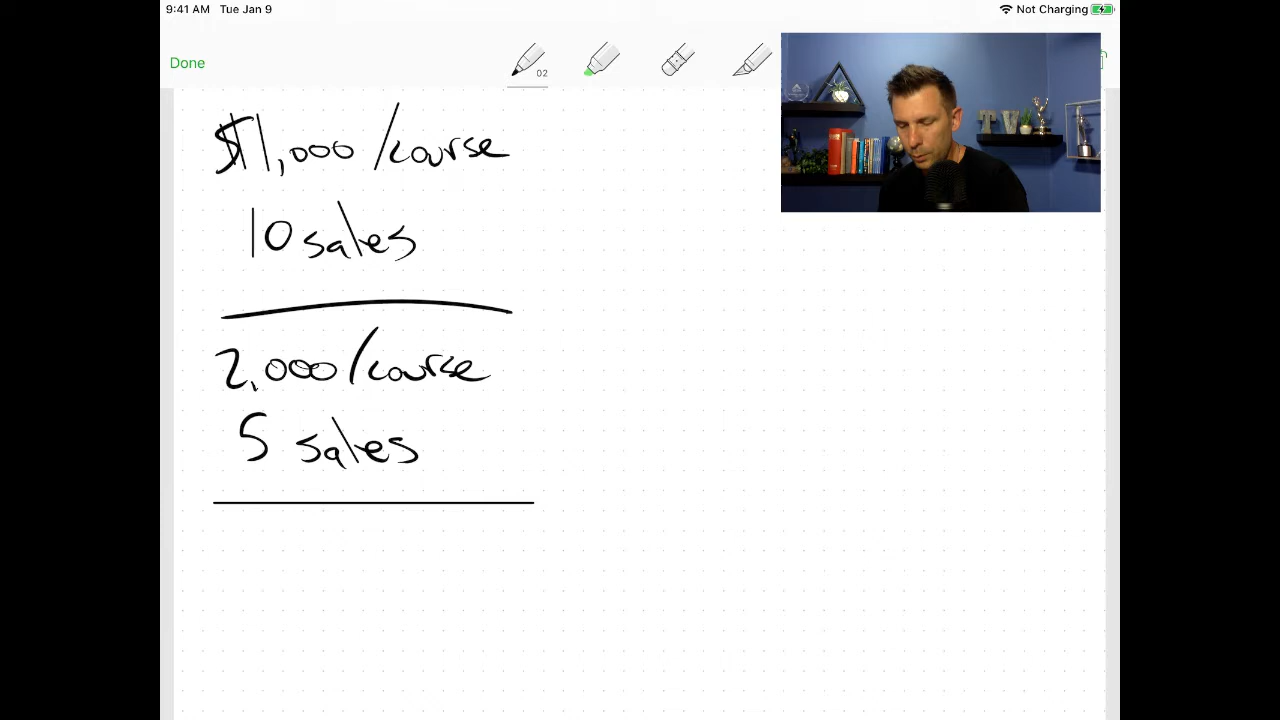 9:41 AM Tue Jan 9
Not Charging
Done
02
$1,000 /course
10 sales
2,000/course
5 sales
TV